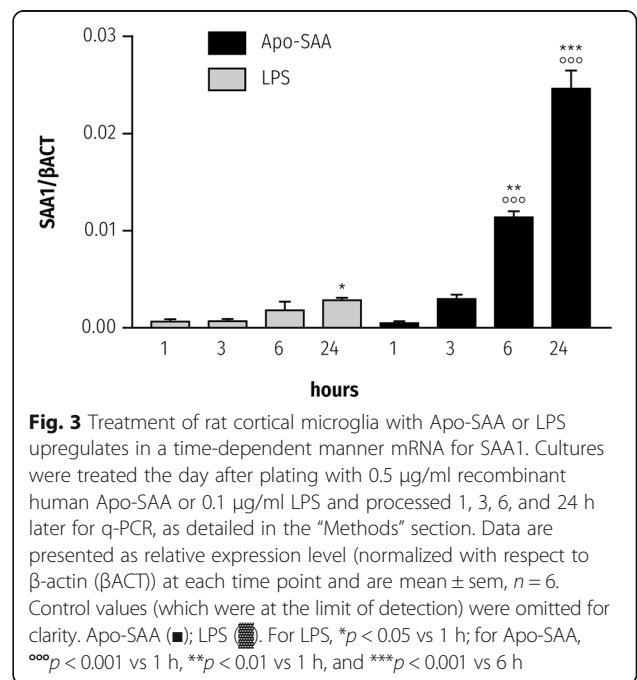 0.03
0.02
0.01
0.00
SAA1/βACT
Apo-SAA
LPS
*
**
°°°
***
°°°
1 3 6 24 1 3 6 24
hours
Fig. 3 Treatment of rat cortical microglia with Apo-SAA or LPS
upregulates in a time-dependent manner mRNA for SAA1. Cultures
were treated the day after plating with 0.5 μg/ml recombinant
human Apo-SAA or 0.1 μg/ml LPS and processed 1, 3, 6, and 24 h
later for q-PCR, as detailed in the “Methods” section. Data are
presented as relative expression level (normalized with respect to
β-actin (βACT)) at each time point and are mean ± sem, n = 6.
Control values (which were at the limit of detection) were omitted for
clarity. Apo-SAA (■); LPS (▓). For LPS, *p < 0.05 vs 1 h; for Apo-SAA,
°°°p < 0.001 vs 1 h, **p < 0.01 vs 1 h, and ***p < 0.001 vs 6 h